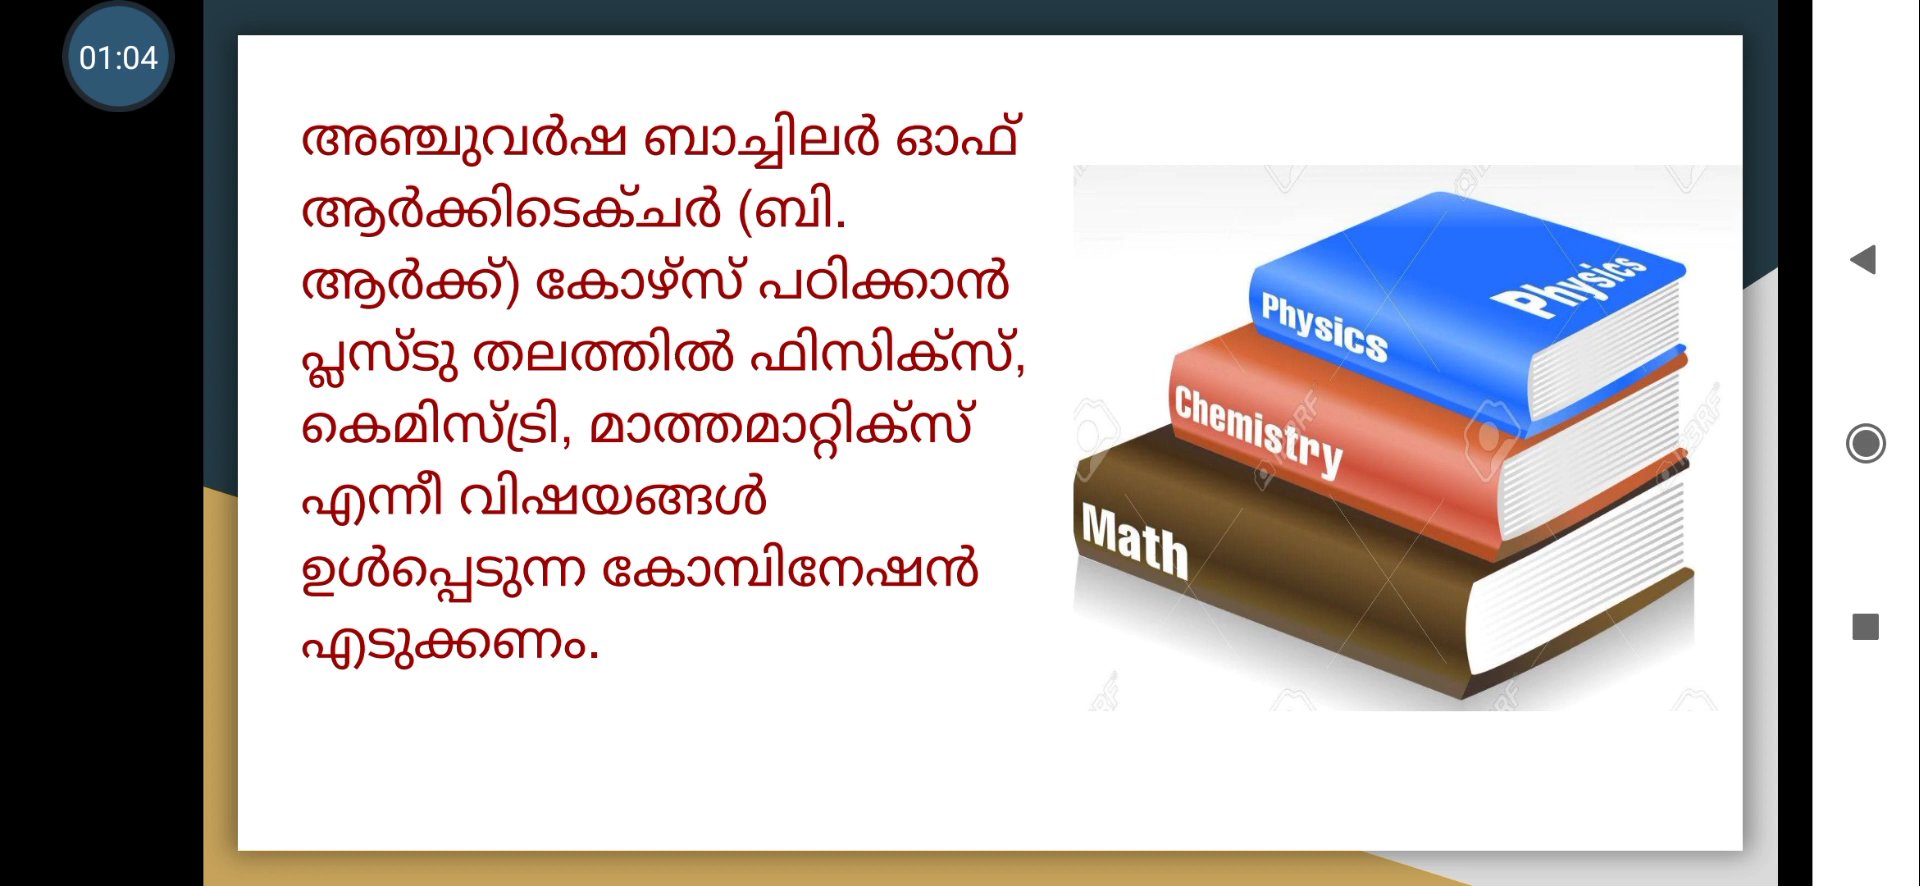 01:04
അഞ്ചുവർഷ ബാച്ചിലർ ഓഫ്
ആർക്കിടെക്ചർ (ബി.
ആർക്ക്) കോഴ്സ് പഠിക്കാൻ
പ്ലസ്ടു തലത്തിൽ ഫിസിക്സ്,
കെമിസ്ട്രി, മാത്തമാറ്റിക്സ്
എന്നീ വിഷയങ്ങൾ
ഉൾപ്പെടുന്ന കോമ്പിനേഷൻ
എടുക്കണം.
Physics
Physics
Chemistry
Math